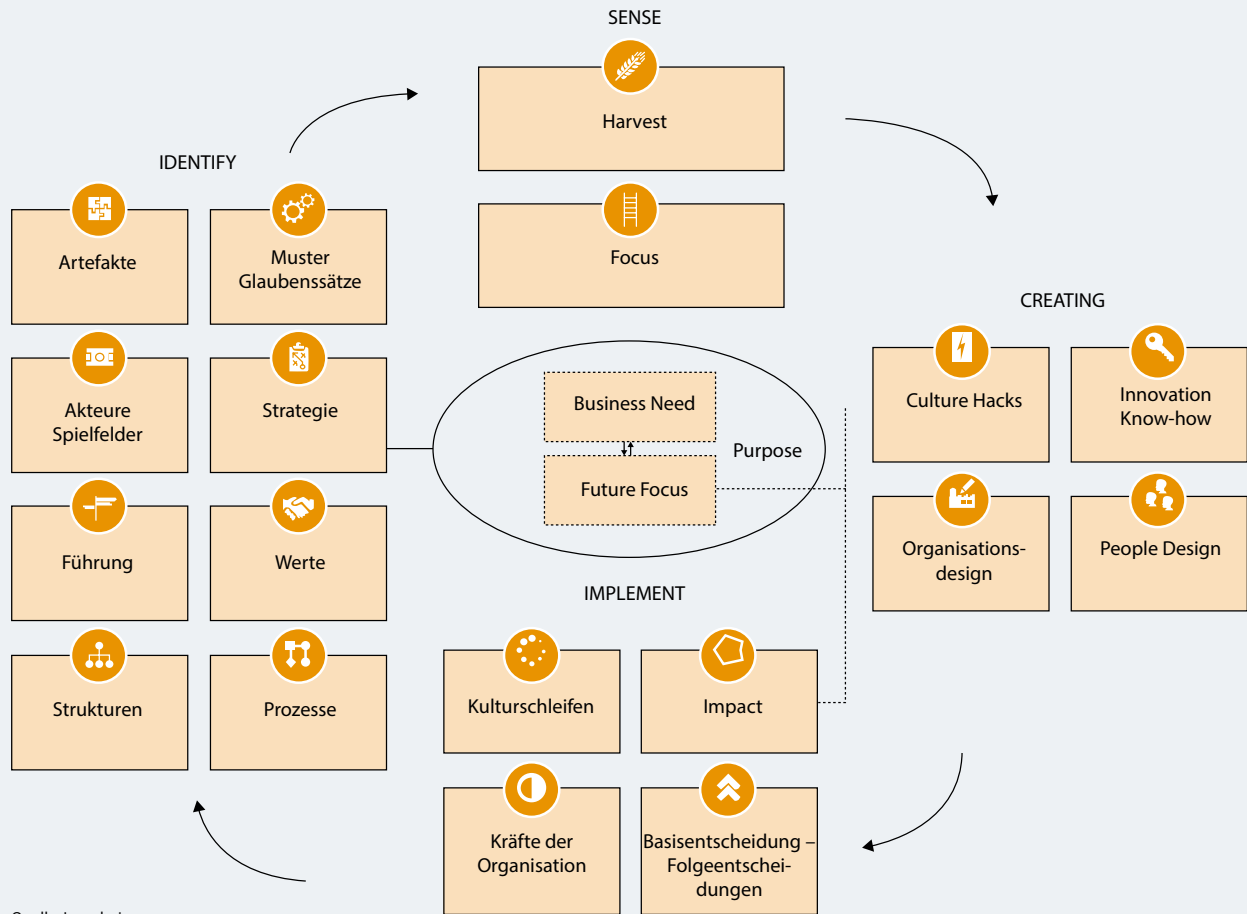 SENSE
Harvest
Focus
IDENTIFY
Artefakte
Muster
Glaubenssätze
Akteure
Spielfelder
Strategie
Führung
Werte
Strukturen
Prozesse
Business Need
Future Focus
Purpose
CREATING
Culture Hacks
Innovation
Know-how
Organisations-
design
People Design
IMPLEMENT
Kulturschleifen
Impact
Kräfte der
Organisation
Basisentscheidung –
Folgeentschei-
dungen